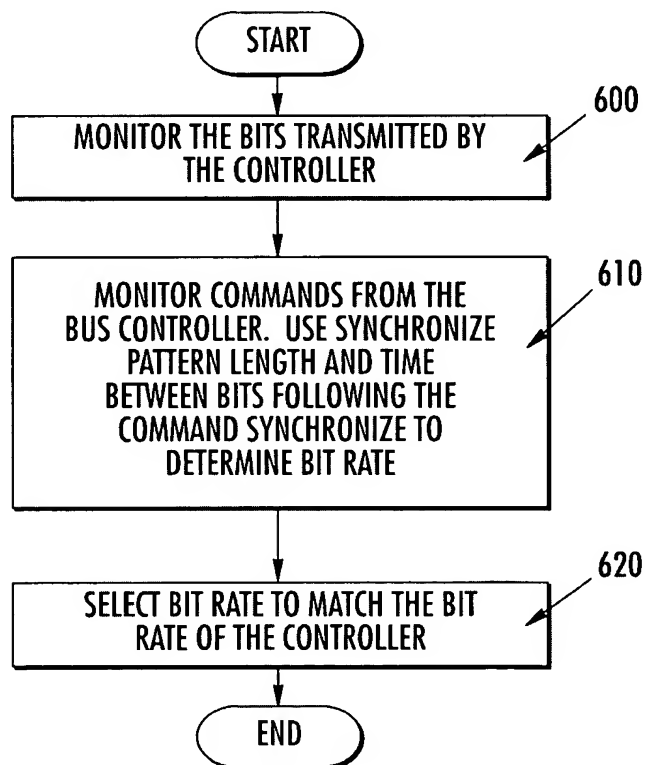 START
600
MONITOR THE BITS TRANSMITTED BY
THE CONTROLLER
610
MONITOR COMMANDS FROM THE
BUS CONTROLLER. USE SYNCHRONIZE
PATTERN LENGTH AND TIME
BETWEEN BITS FOLLOWING THE
COMMAND SYNCHRONIZE TO
DETERMINE BIT RATE
620
SELECT BIT RATE TO MATCH THE BIT
RATE OF THE CONTROLLER
END